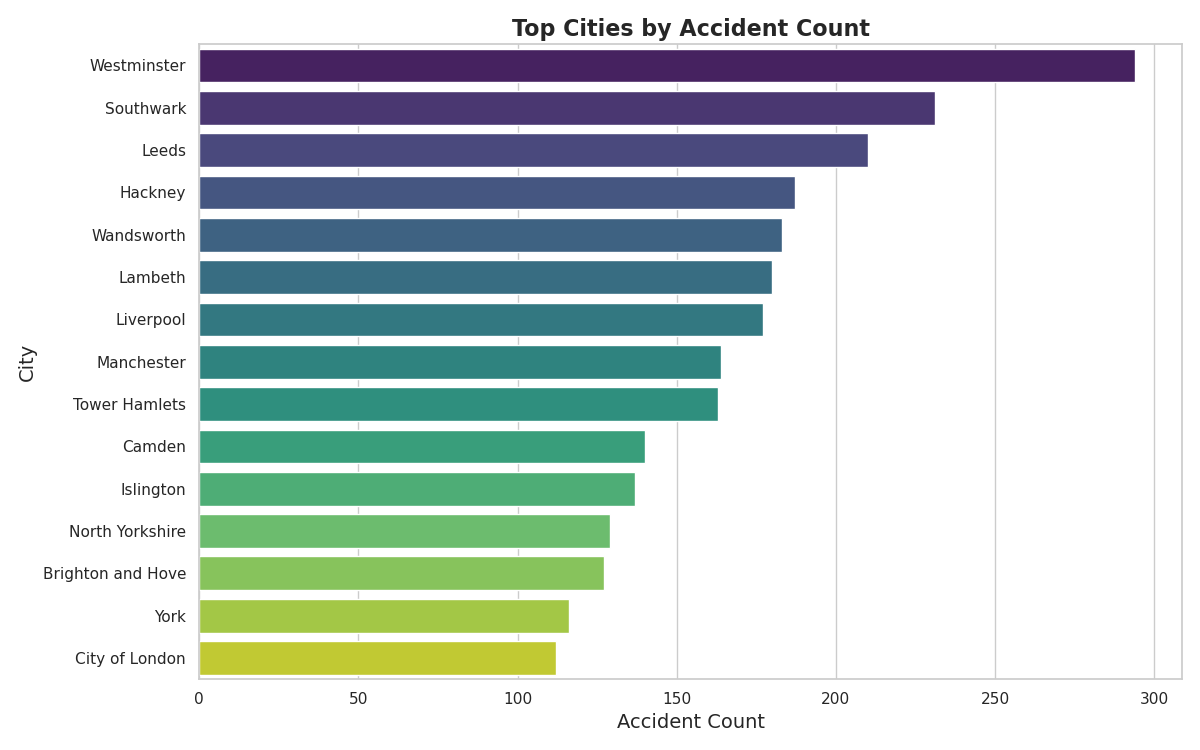 Top Cities by Accident Count
Westminster
Southwark
Leeds
Hackney
Wandsworth
Lambeth
Liverpool
Manchester
Tower Hamlets
Camden
Islington
North Yorkshire
Brighton and Hove
York
City of London
City
0 50 100 150 200 250 300
Accident Count